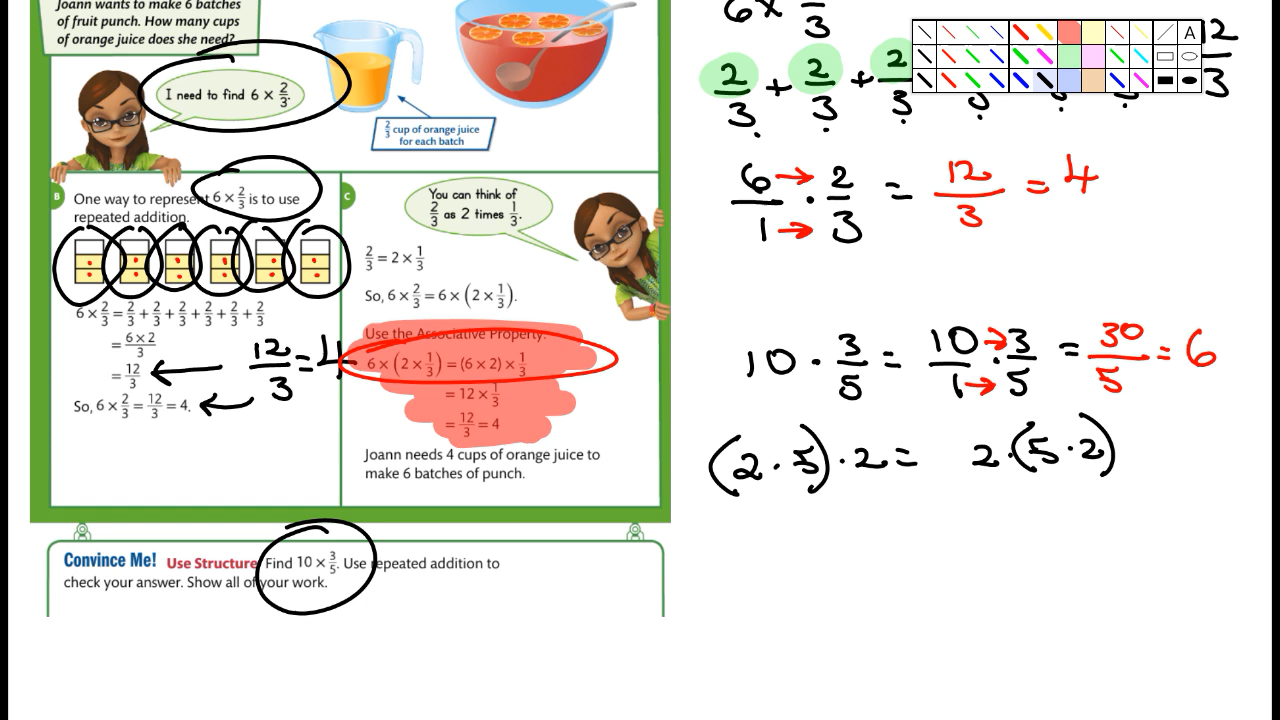 Joann wants to make 6 batches
of fruit punch. How many cups
of orange juice does she need?
I need to find 6 × 2/3.
2/3 cup of orange juice
for each batch
B
One way to represent 6 × 2/3 is to use
repeated addition.
6 × 2/3 = 2/3 + 2/3 + 2/3 + 2/3 + 2/3 + 2/3
= 6×2/3
= 12/3
So, 6 × 2/3 = 12/3 = 4.
12/3 = 4
C
You can think of
2/3 as 2 times 1/3.
2/3 = 2 × 1/3
So, 6 × 2/3 = 6 × (2 × 1/3).
Use the Associative Property.
6 × (2 × 1/3) = (6 × 2) × 1/3
= 12 × 1/3
= 12/3 = 4
Joann needs 4 cups of orange juice to
make 6 batches of punch.
Convince Me! Use Structure Find 10 × 3/5. Use repeated addition to
check your answer. Show all of your work.
6 × /3
2/3 + 2/3 + 2/3
12/3
A
6/1 · 2/3 = 12/3 = 4
10 · 3/5 = 10/1 · 3/5 = 30/5 = 6
(2 · 5) · 2 = 2 · (5 · 2)